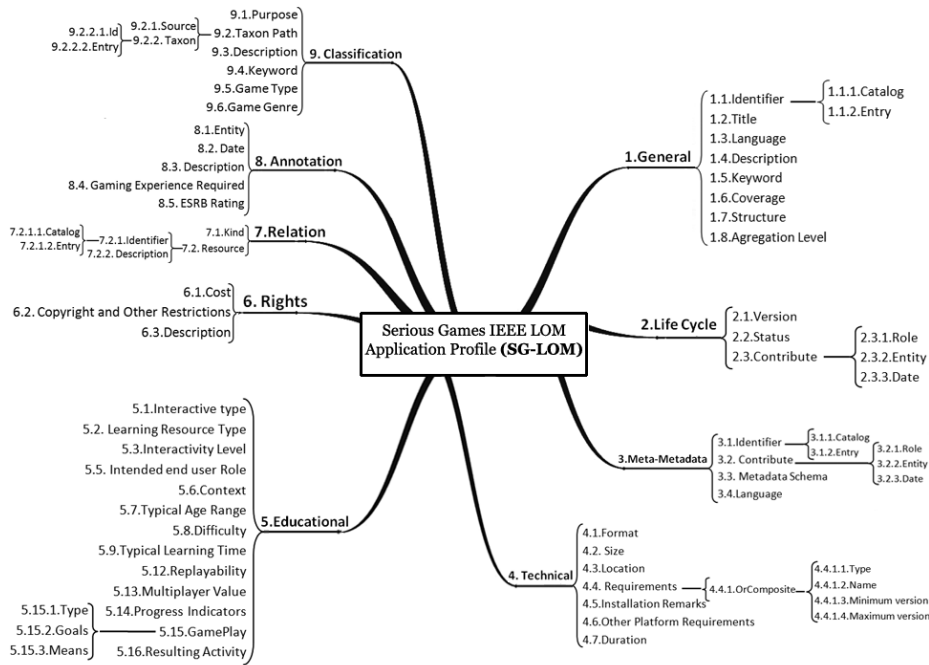 Serious Games IEEE LOM
Application Profile (SG-LOM)
1.General
1.1.Identifier
1.1.1.Catalog
1.1.2.Entry
1.2.Title
1.3.Language
1.4.Description
1.5.Keyword
1.6.Coverage
1.7.Structure
1.8.Agregation Level
2.Life Cycle
2.1.Version
2.2.Status
2.3.Contribute
2.3.1.Role
2.3.2.Entity
2.3.3.Date
3.Meta-Metadata
3.1.Identifier
3.1.1.Catalog
3.1.2.Entry
3.2. Contribute
3.2.1.Role
3.2.2.Entity
3.2.3.Date
3.3. Metadata Schema
3.4.Language
4. Technical
4.1.Format
4.2. Size
4.3.Location
4.4. Requirements
4.4.1.OrComposite
4.4.1.1.Type
4.4.1.2.Name
4.4.1.3.Minimum version
4.4.1.4.Maximum version
4.5.Installation Remarks
4.6.Other Platform Requirements
4.7.Duration
5.Educational
5.1.Interactive type
5.2. Learning Resource Type
5.3.Interactivity Level
5.5. Intended end user Role
5.6.Context
5.7.Typical Age Range
5.8.Difficulty
5.9.Typical Learning Time
5.12.Replayability
5.13.Multiplayer Value
5.14.Progress Indicators
5.15.GamePlay
5.15.1.Type
5.15.2.Goals
5.15.3.Means
5.16.Resulting Activity
6. Rights
6.1.Cost
6.2. Copyright and Other Restrictions
6.3.Description
7.Relation
7.1.Kind
7.2. Resource
7.2.1.Identifier
7.2.1.1.Catalog
7.2.1.2.Entry
7.2.2. Description
8. Annotation
8.1.Entity
8.2. Date
8.3. Description
8.4. Gaming Experience Required
8.5. ESRB Rating
9. Classification
9.1.Purpose
9.2.Taxon Path
9.2.1.Source
9.2.2. Taxon
9.2.2.1.Id
9.2.2.2.Entry
9.3.Description
9.4.Keyword
9.5.Game Type
9.6.Game Genre